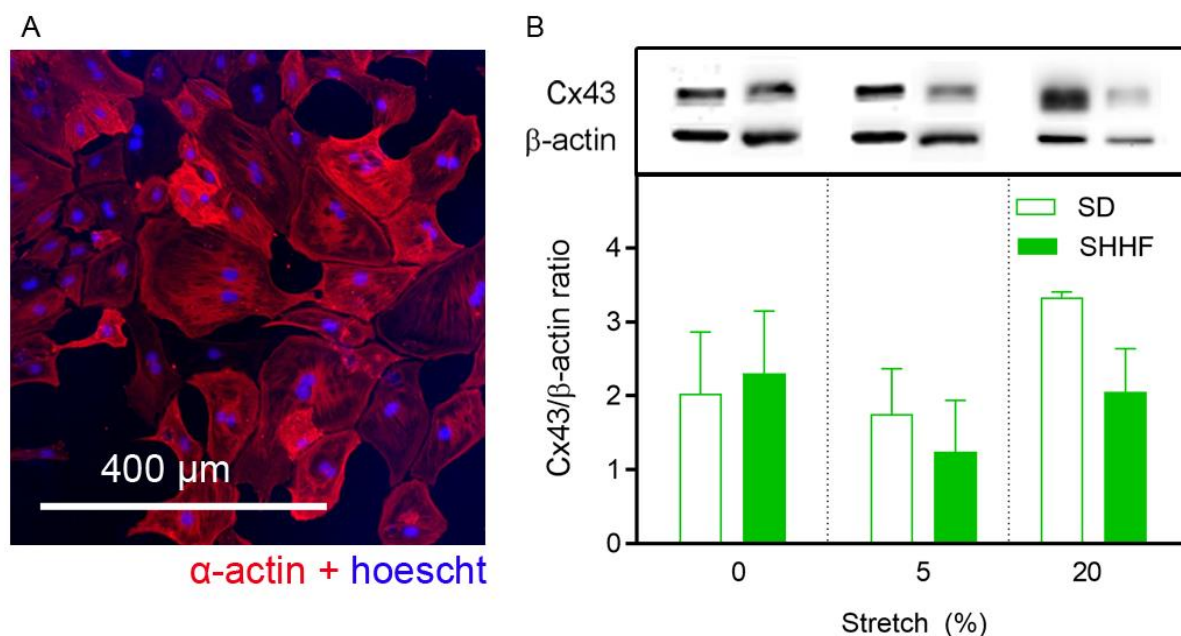 A
400 µm
α-actin + hoescht
B
Cx43
β-actin
SD
SHHF
Cx43/β-actin ratio
4
3
2
1
0
0 5 20
Stretch (%)